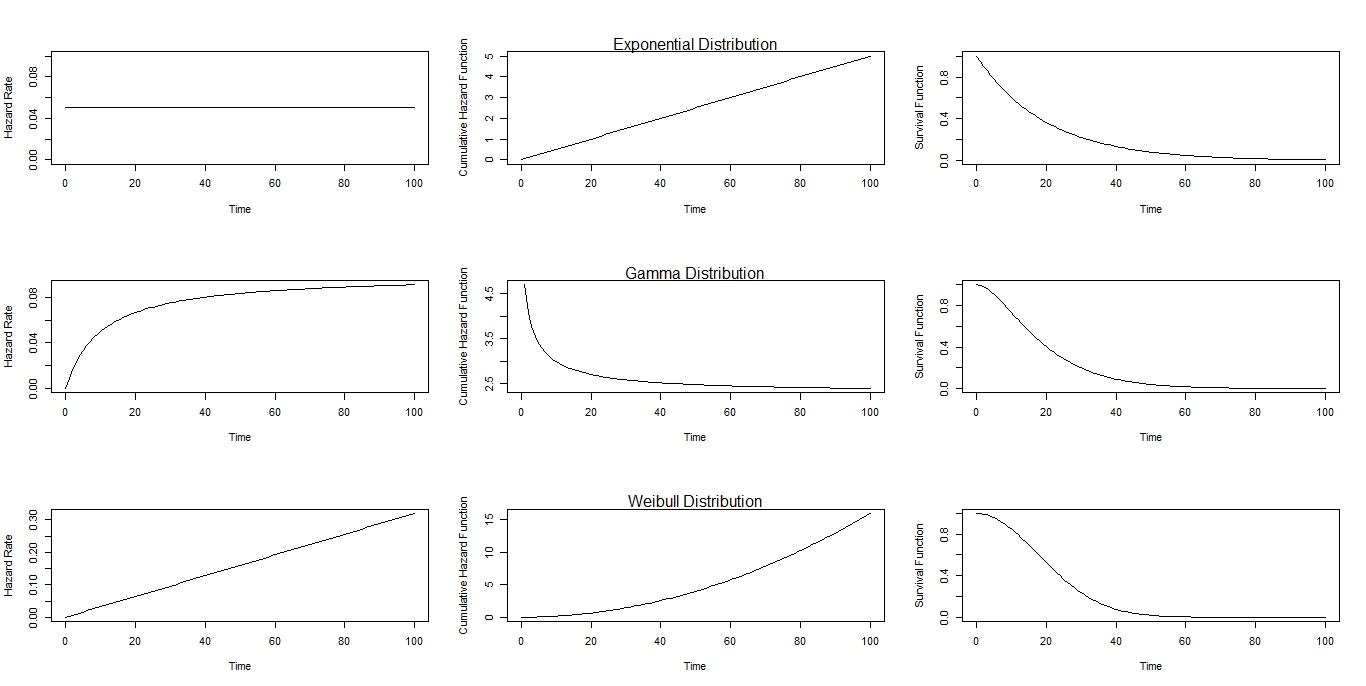 Exponential Distribution
Hazard Rate
0.00 0.04 0.08
0 20 40 60 80 100
Time
Cumulative Hazard Function
0 1 2 3 4 5
0 20 40 60 80 100
Time
Survival Function
0.0 0.4 0.8
0 20 40 60 80 100
Time
Gamma Distribution
Hazard Rate
0.00 0.04 0.08
0 20 40 60 80 100
Time
Cumulative Hazard Function
2.5 3.5 4.5
0 20 40 60 80 100
Time
Survival Function
0.0 0.4 0.8
0 20 40 60 80 100
Time
Weibull Distribution
Hazard Rate
0.00 0.10 0.20 0.30
0 20 40 60 80 100
Time
Cumulative Hazard Function
0 5 10 15
0 20 40 60 80 100
Time
Survival Function
0.0 0.4 0.8
0 20 40 60 80 100
Time